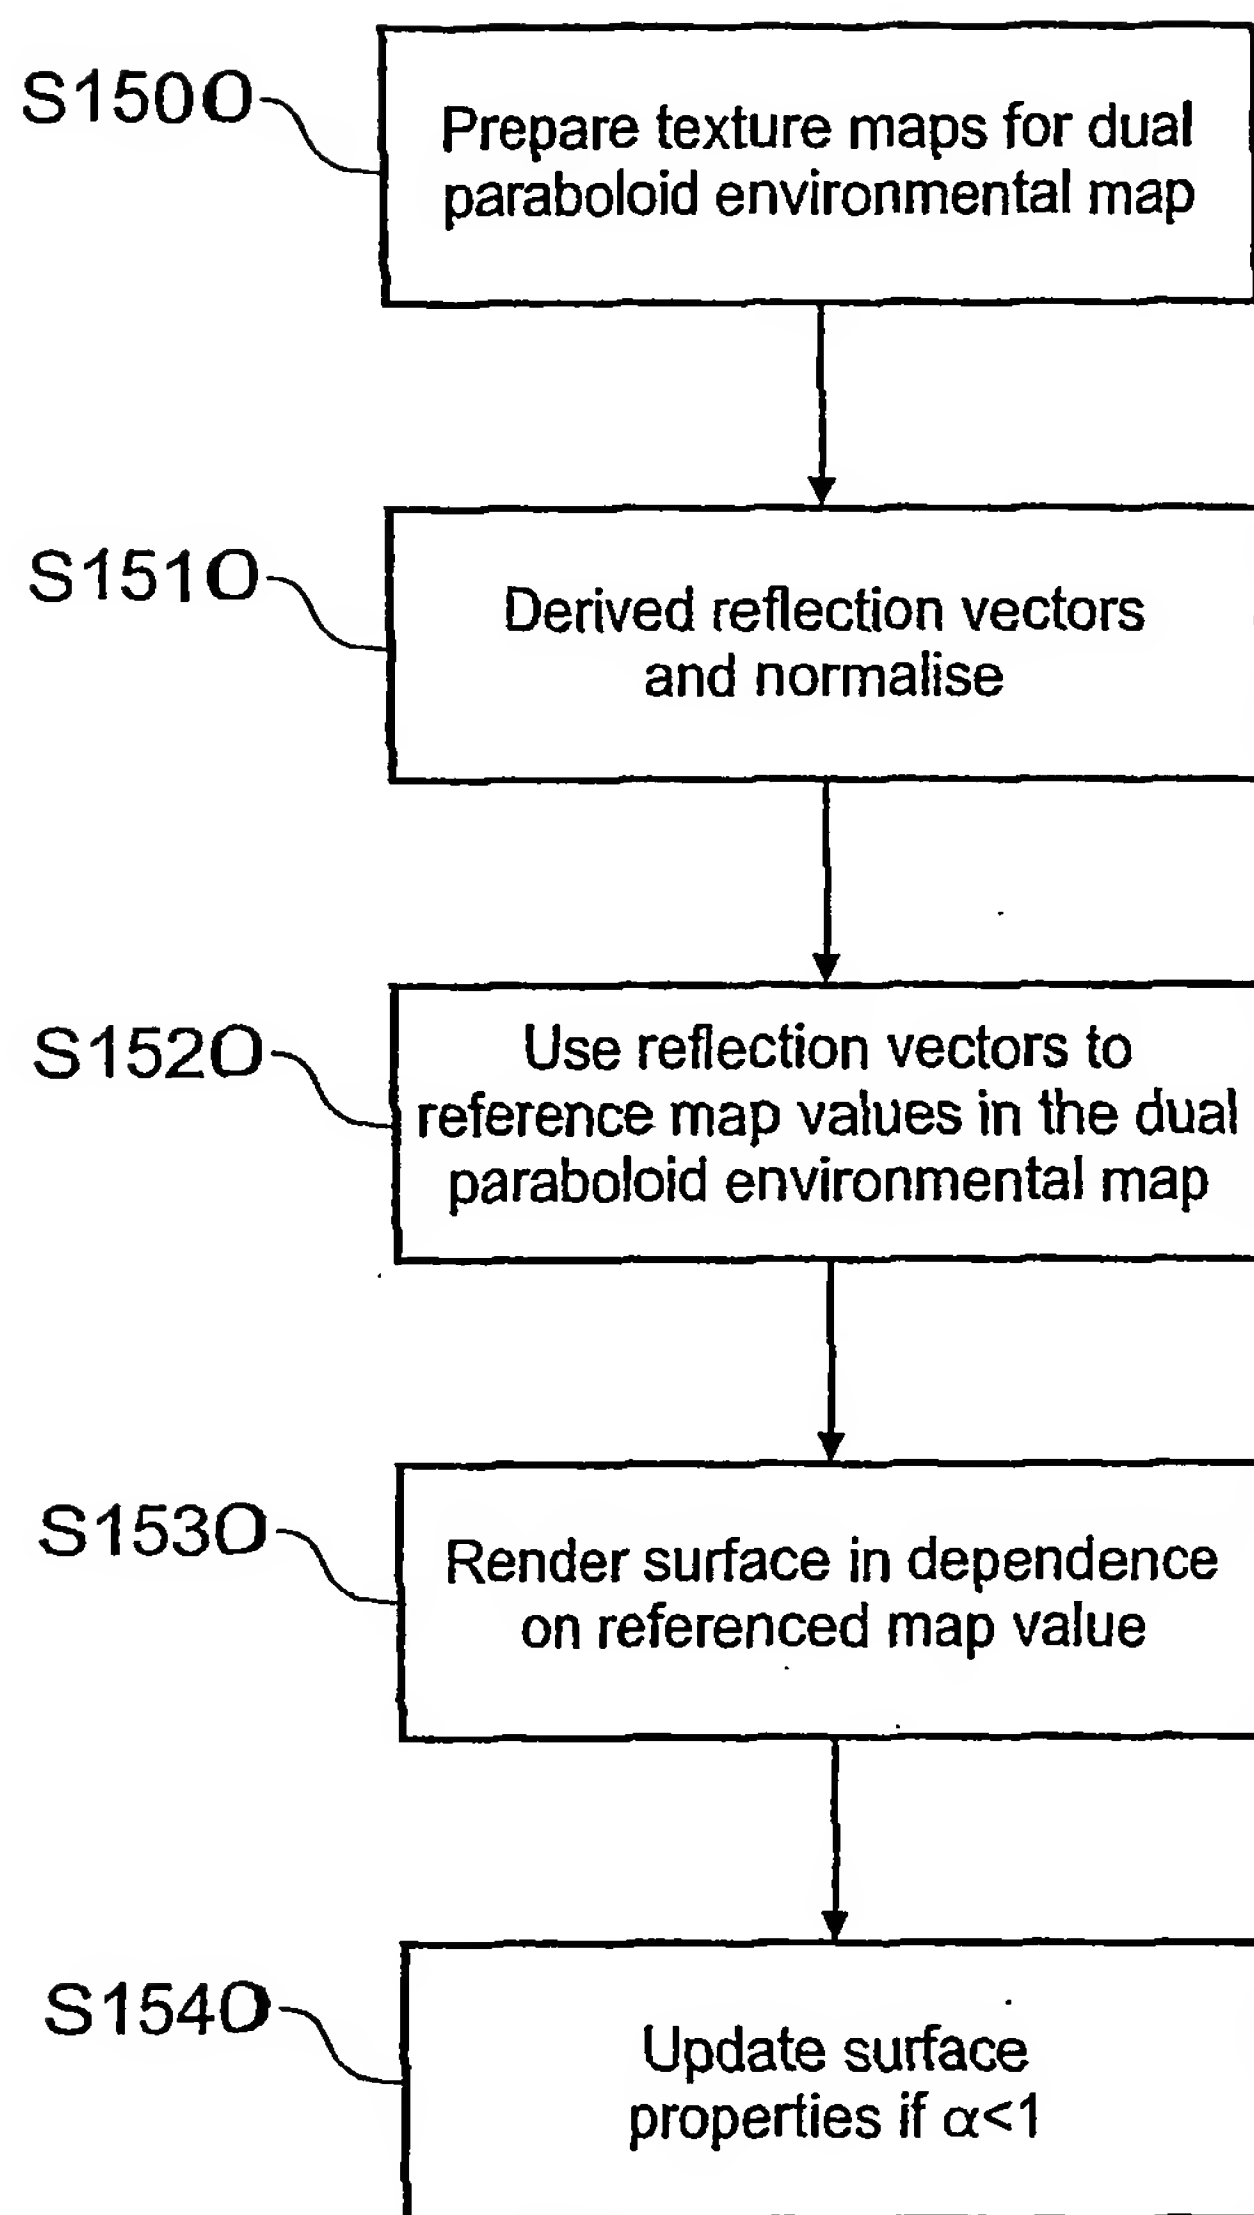 S1500
Prepare texture maps for dual
paraboloid environmental map
S1510
Derived reflection vectors
and normalise
S1520
Use reflection vectors to
reference map values in the dual
paraboloid environmental map
S1530
Render surface in dependence
on referenced map value
S1540
Update surface
properties if α<1